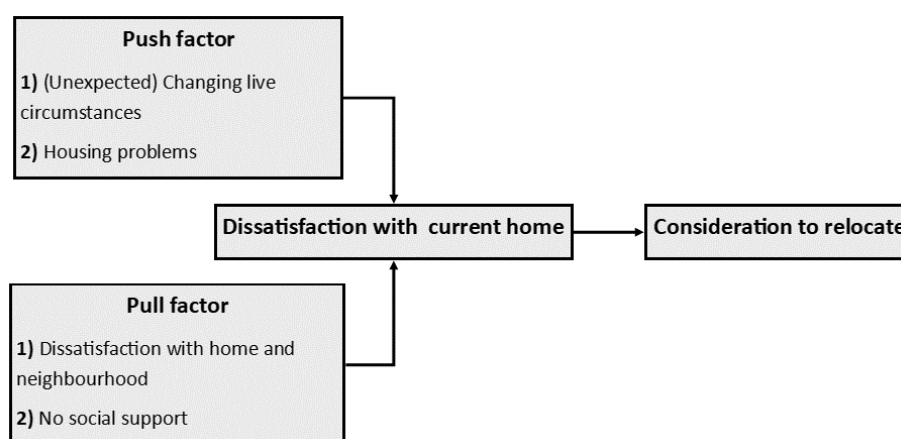 Push factor
1) (Unexpected) Changing live
circumstances
2) Housing problems
Dissatisfaction with current home
Consideration to relocate
Pull factor
1) Dissatisfaction with home and
neighbourhood
2) No social support